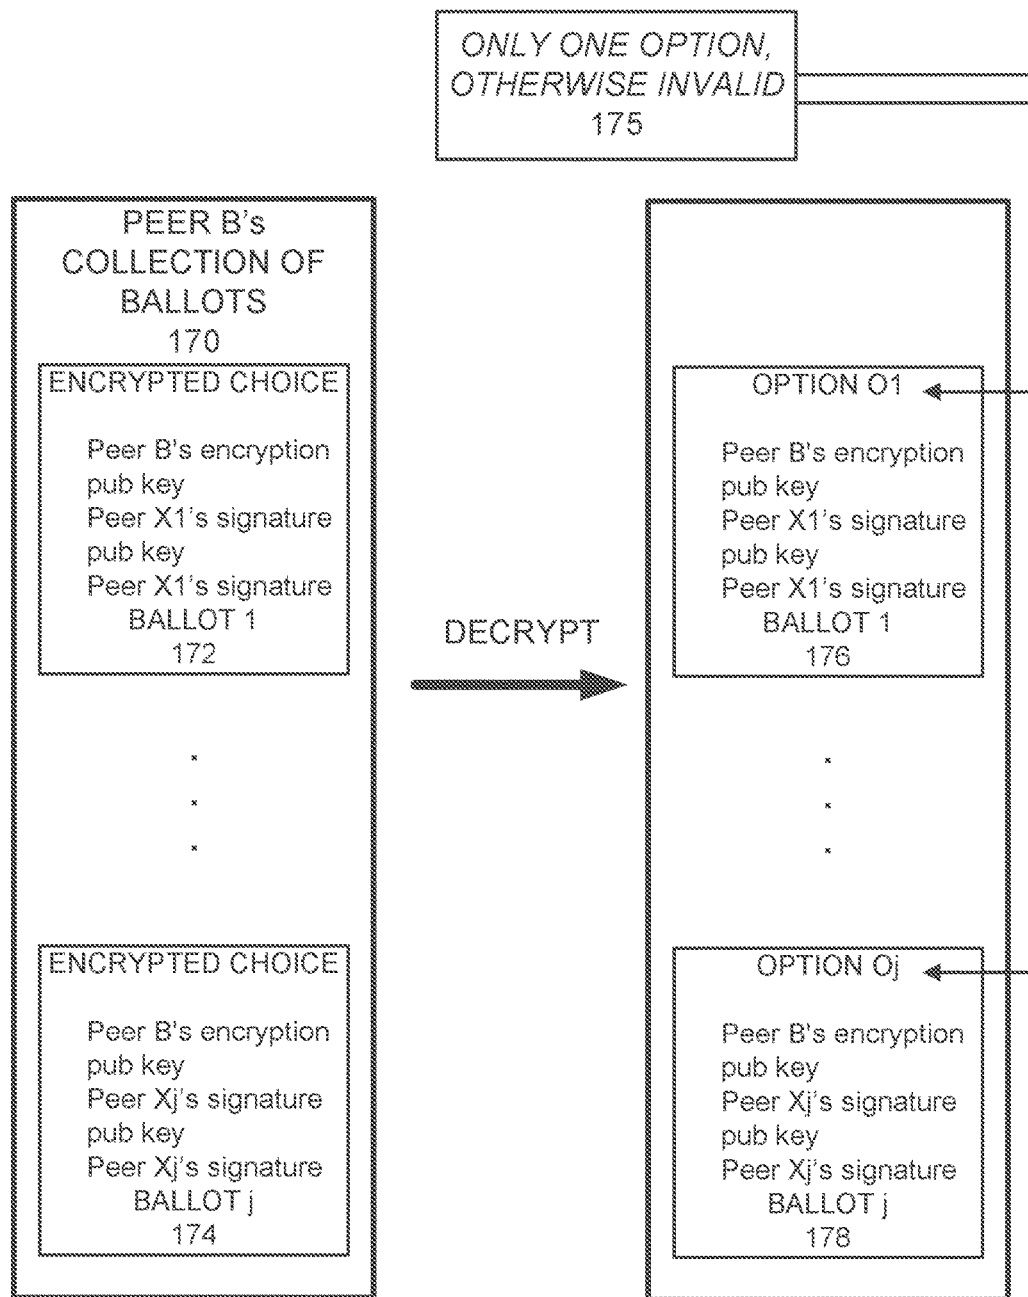 ONLY ONE OPTION,
OTHERWISE INVALID
175
PEER B's
COLLECTION OF
BALLOTS
170
ENCRYPTED CHOICE
Peer B's encryption
pub key
Peer X1's signature
pub key
Peer X1's signature
BALLOT 1
172
ENCRYPTED CHOICE
Peer B's encryption
pub key
Peer Xj's signature
pub key
Peer Xj's signature
BALLOT j
174
DECRYPT
OPTION O1
Peer B's encryption
pub key
Peer X1's signature
pub key
Peer X1's signature
BALLOT 1
176
OPTION Oj
Peer B's encryption
pub key
Peer Xj's signature
pub key
Peer Xj's signature
BALLOT j
178